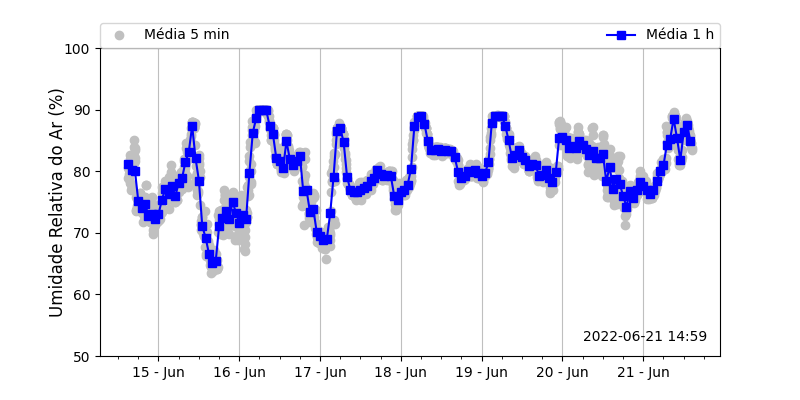 Média 5 min
Média 1 h
Umidade Relativa do Ar (%)
100
90
80
70
60
50
2022-06-21 14:59
15 - Jun
16 - Jun
17 - Jun
18 - Jun
19 - Jun
20 - Jun
21 - Jun